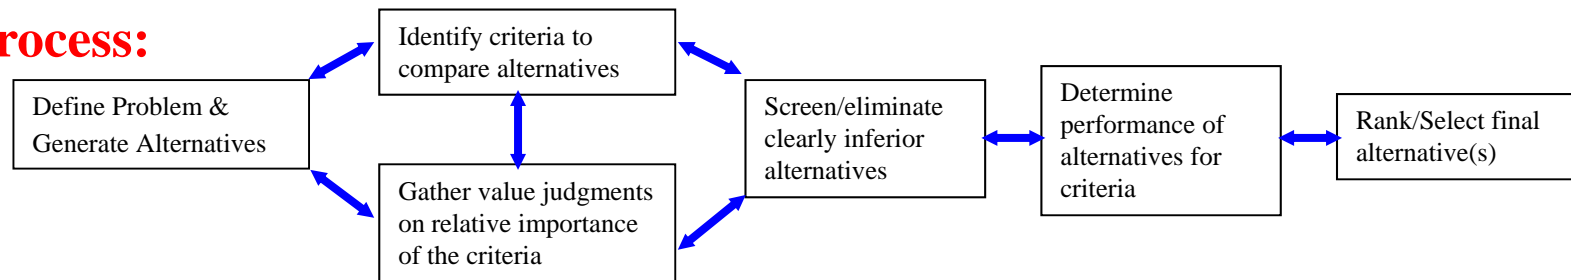 rocess:
Define Problem &
Generate Alternatives
Identify criteria to
compare alternatives
Gather value judgments
on relative importance
of the criteria
Screen/eliminate
clearly inferior
alternatives
Determine
performance of
alternatives for
criteria
Rank/Select final
alternative(s)